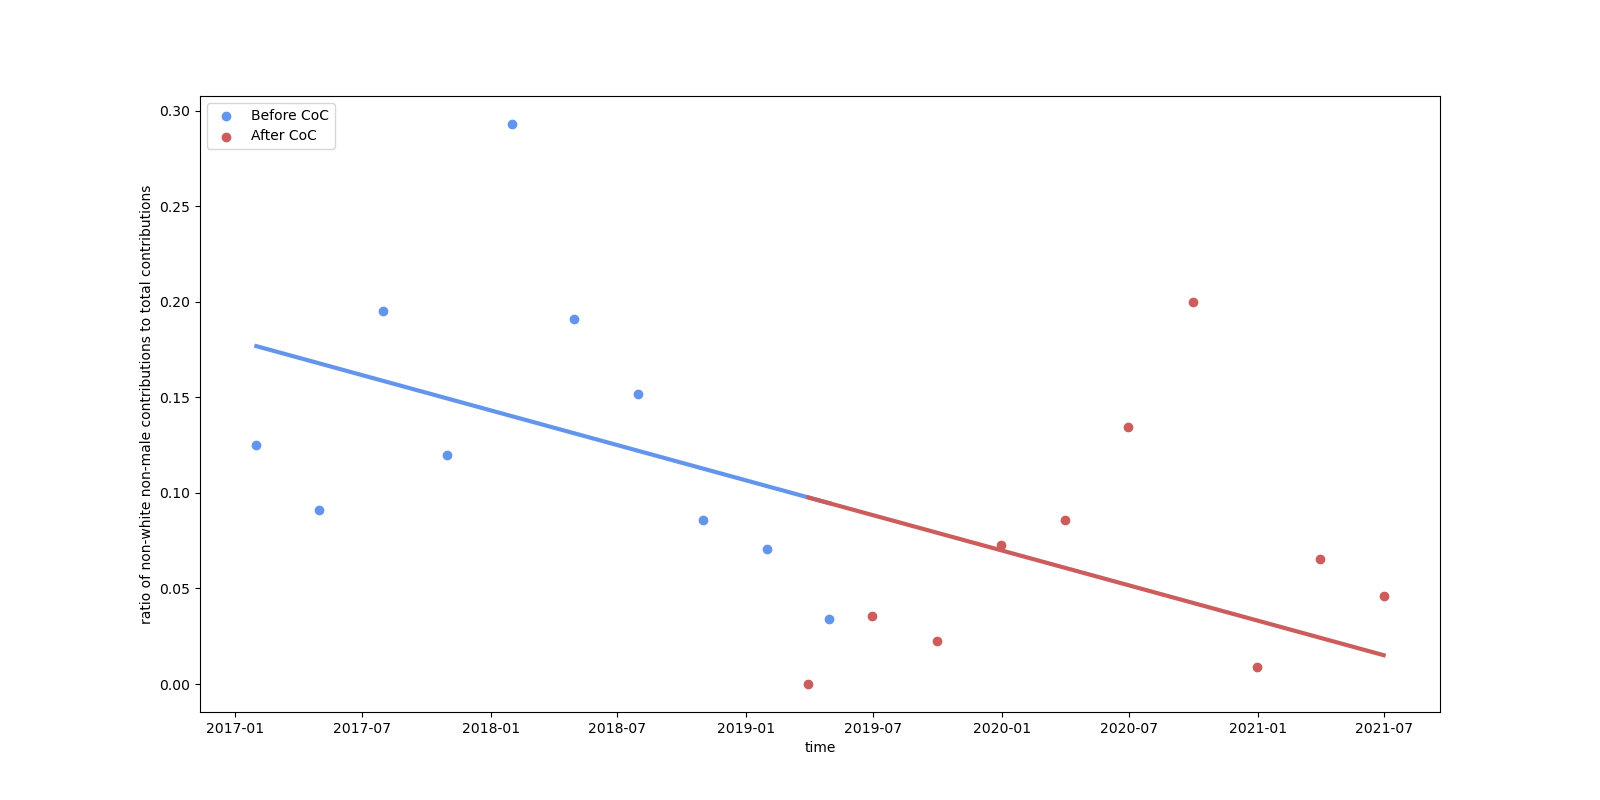 Before CoC
After CoC
ratio of non-white non-male contributions to total contributions
0.30
0.25
0.20
0.15
0.10
0.05
0.00
2017-01 2017-07 2018-01 2018-07 2019-01 2019-07 2020-01 2020-07 2021-01 2021-07
time